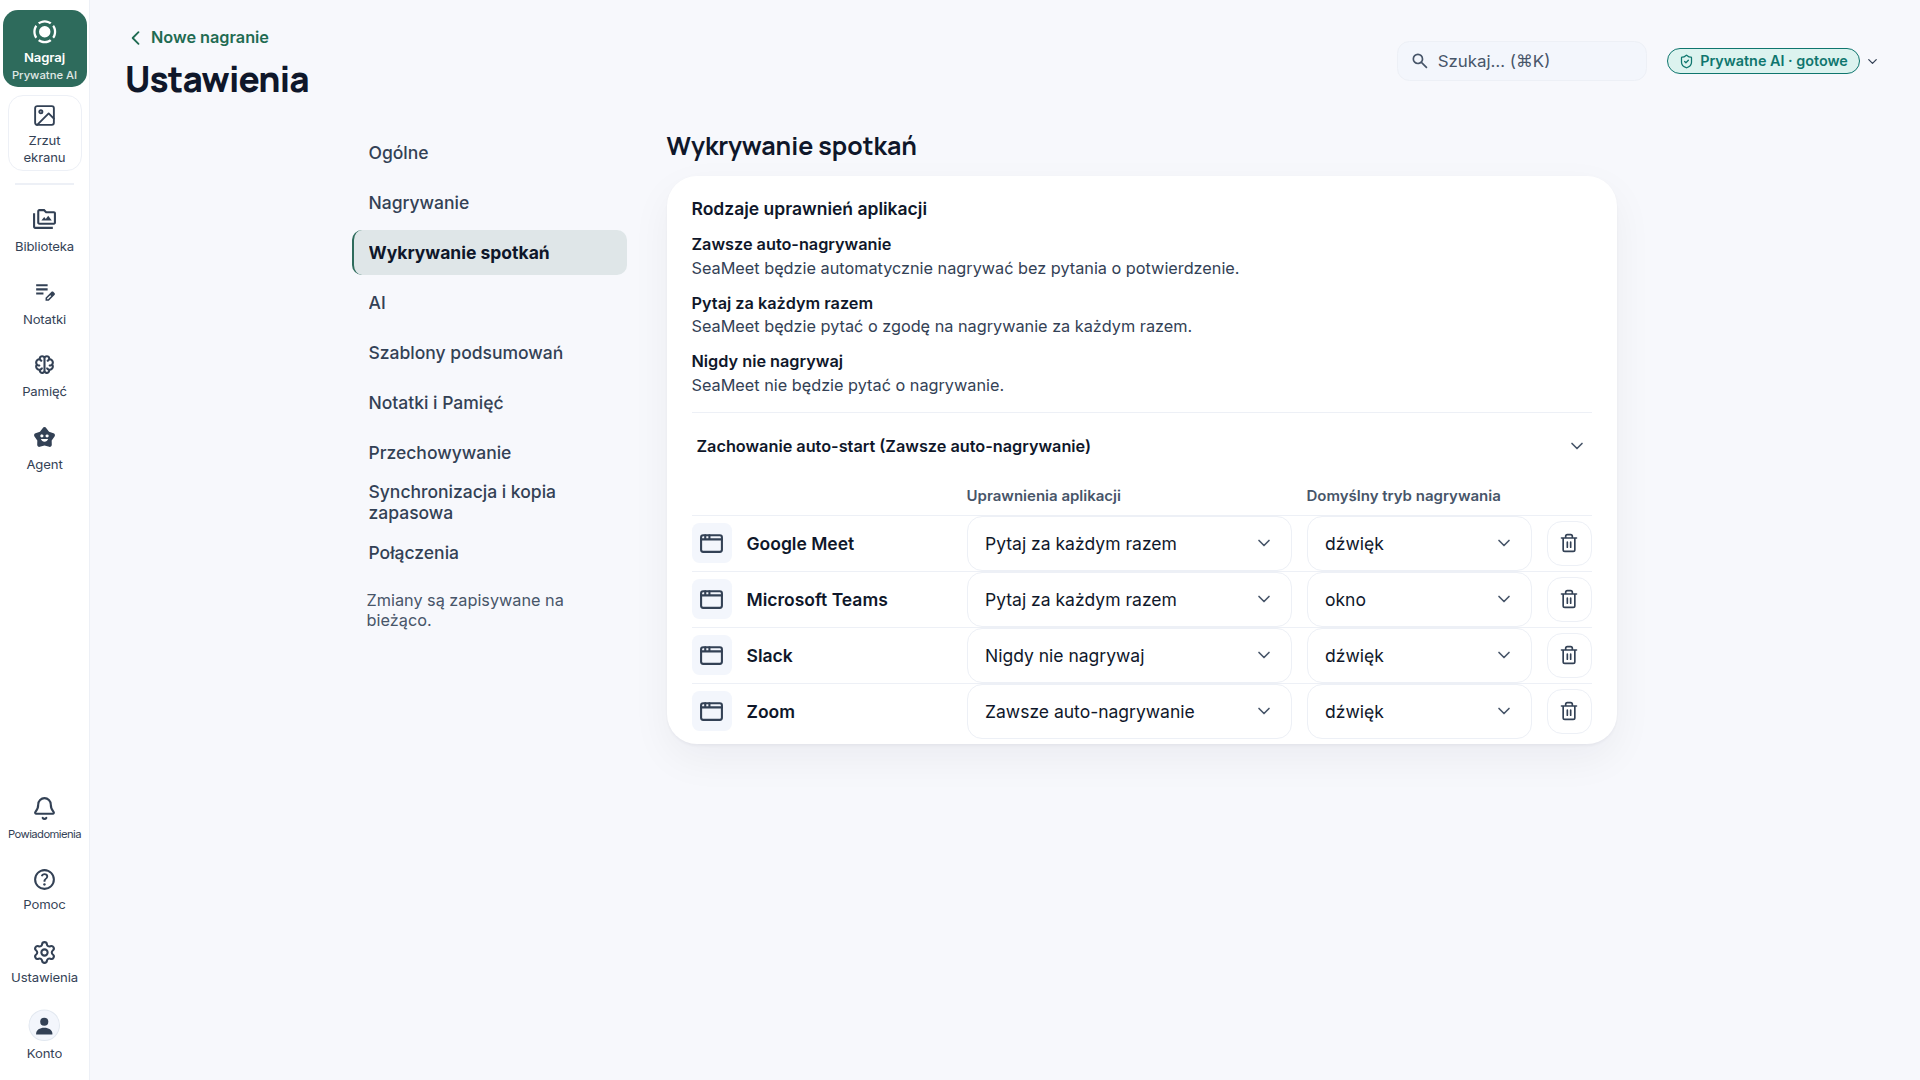 Nagraj
Prywatne AI
Zrzut
ekranu
Biblioteka
Notatki
Pamięć
Agent
Powiadomienia
Pomoc
Ustawienia
Konto
Nowe nagranie
Ustawienia
Szukaj... (⌘K)
Prywatne AI · gotowe
Ogólne
Nagrywanie
Wykrywanie spotkań
AI
Szablony podsumowań
Notatki i Pamięć
Przechowywanie
Synchronizacja i kopia
zapasowa
Połączenia
Zmiany są zapisywane na
bieżąco.
Wykrywanie spotkań
Rodzaje uprawnień aplikacji
Zawsze auto-nagrywanie
SeaMeet będzie automatycznie nagrywać bez pytania o potwierdzenie.
Pytaj za każdym razem
SeaMeet będzie pytać o zgodę na nagrywanie za każdym razem.
Nigdy nie nagrywaj
SeaMeet nie będzie pytać o nagrywanie.
Zachowanie auto-start (Zawsze auto-nagrywanie)
Uprawnienia aplikacji Domyślny tryb nagrywania
Google Meet Pytaj za każdym razem dźwięk
Microsoft Teams Pytaj za każdym razem okno
Slack Nigdy nie nagrywaj dźwięk
Zoom Zawsze auto-nagrywanie dźwięk